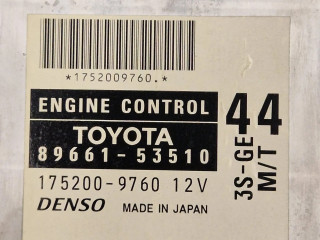 *1752009760.*
ENGINE CONTROL
TOYOTA
89661-53510
175200-9760 12V
DENSO MADE IN JAPAN
44
3S-GE
M/T